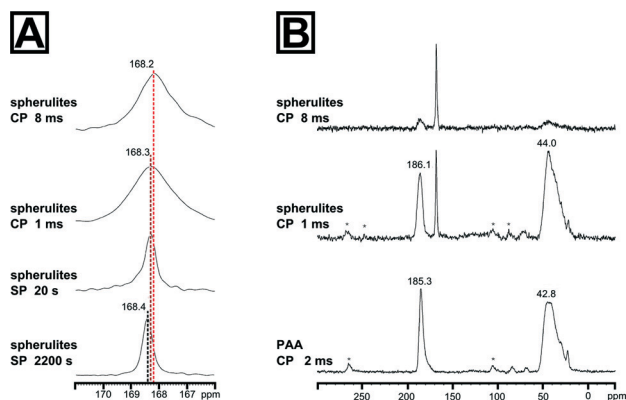 A
168.2
spherulites
CP 8 ms
168.3
spherulites
CP 1 ms
spherulites
SP 20 s
168.4
spherulites
SP 2200 s
170 169 168 167 ppm
B
spherulites
CP 8 ms
44.0
186.1
spherulites
CP 1 ms
* * * *
185.3
42.8
PAA
CP 2 ms
* *
250 200 150 100 50 0 ppm